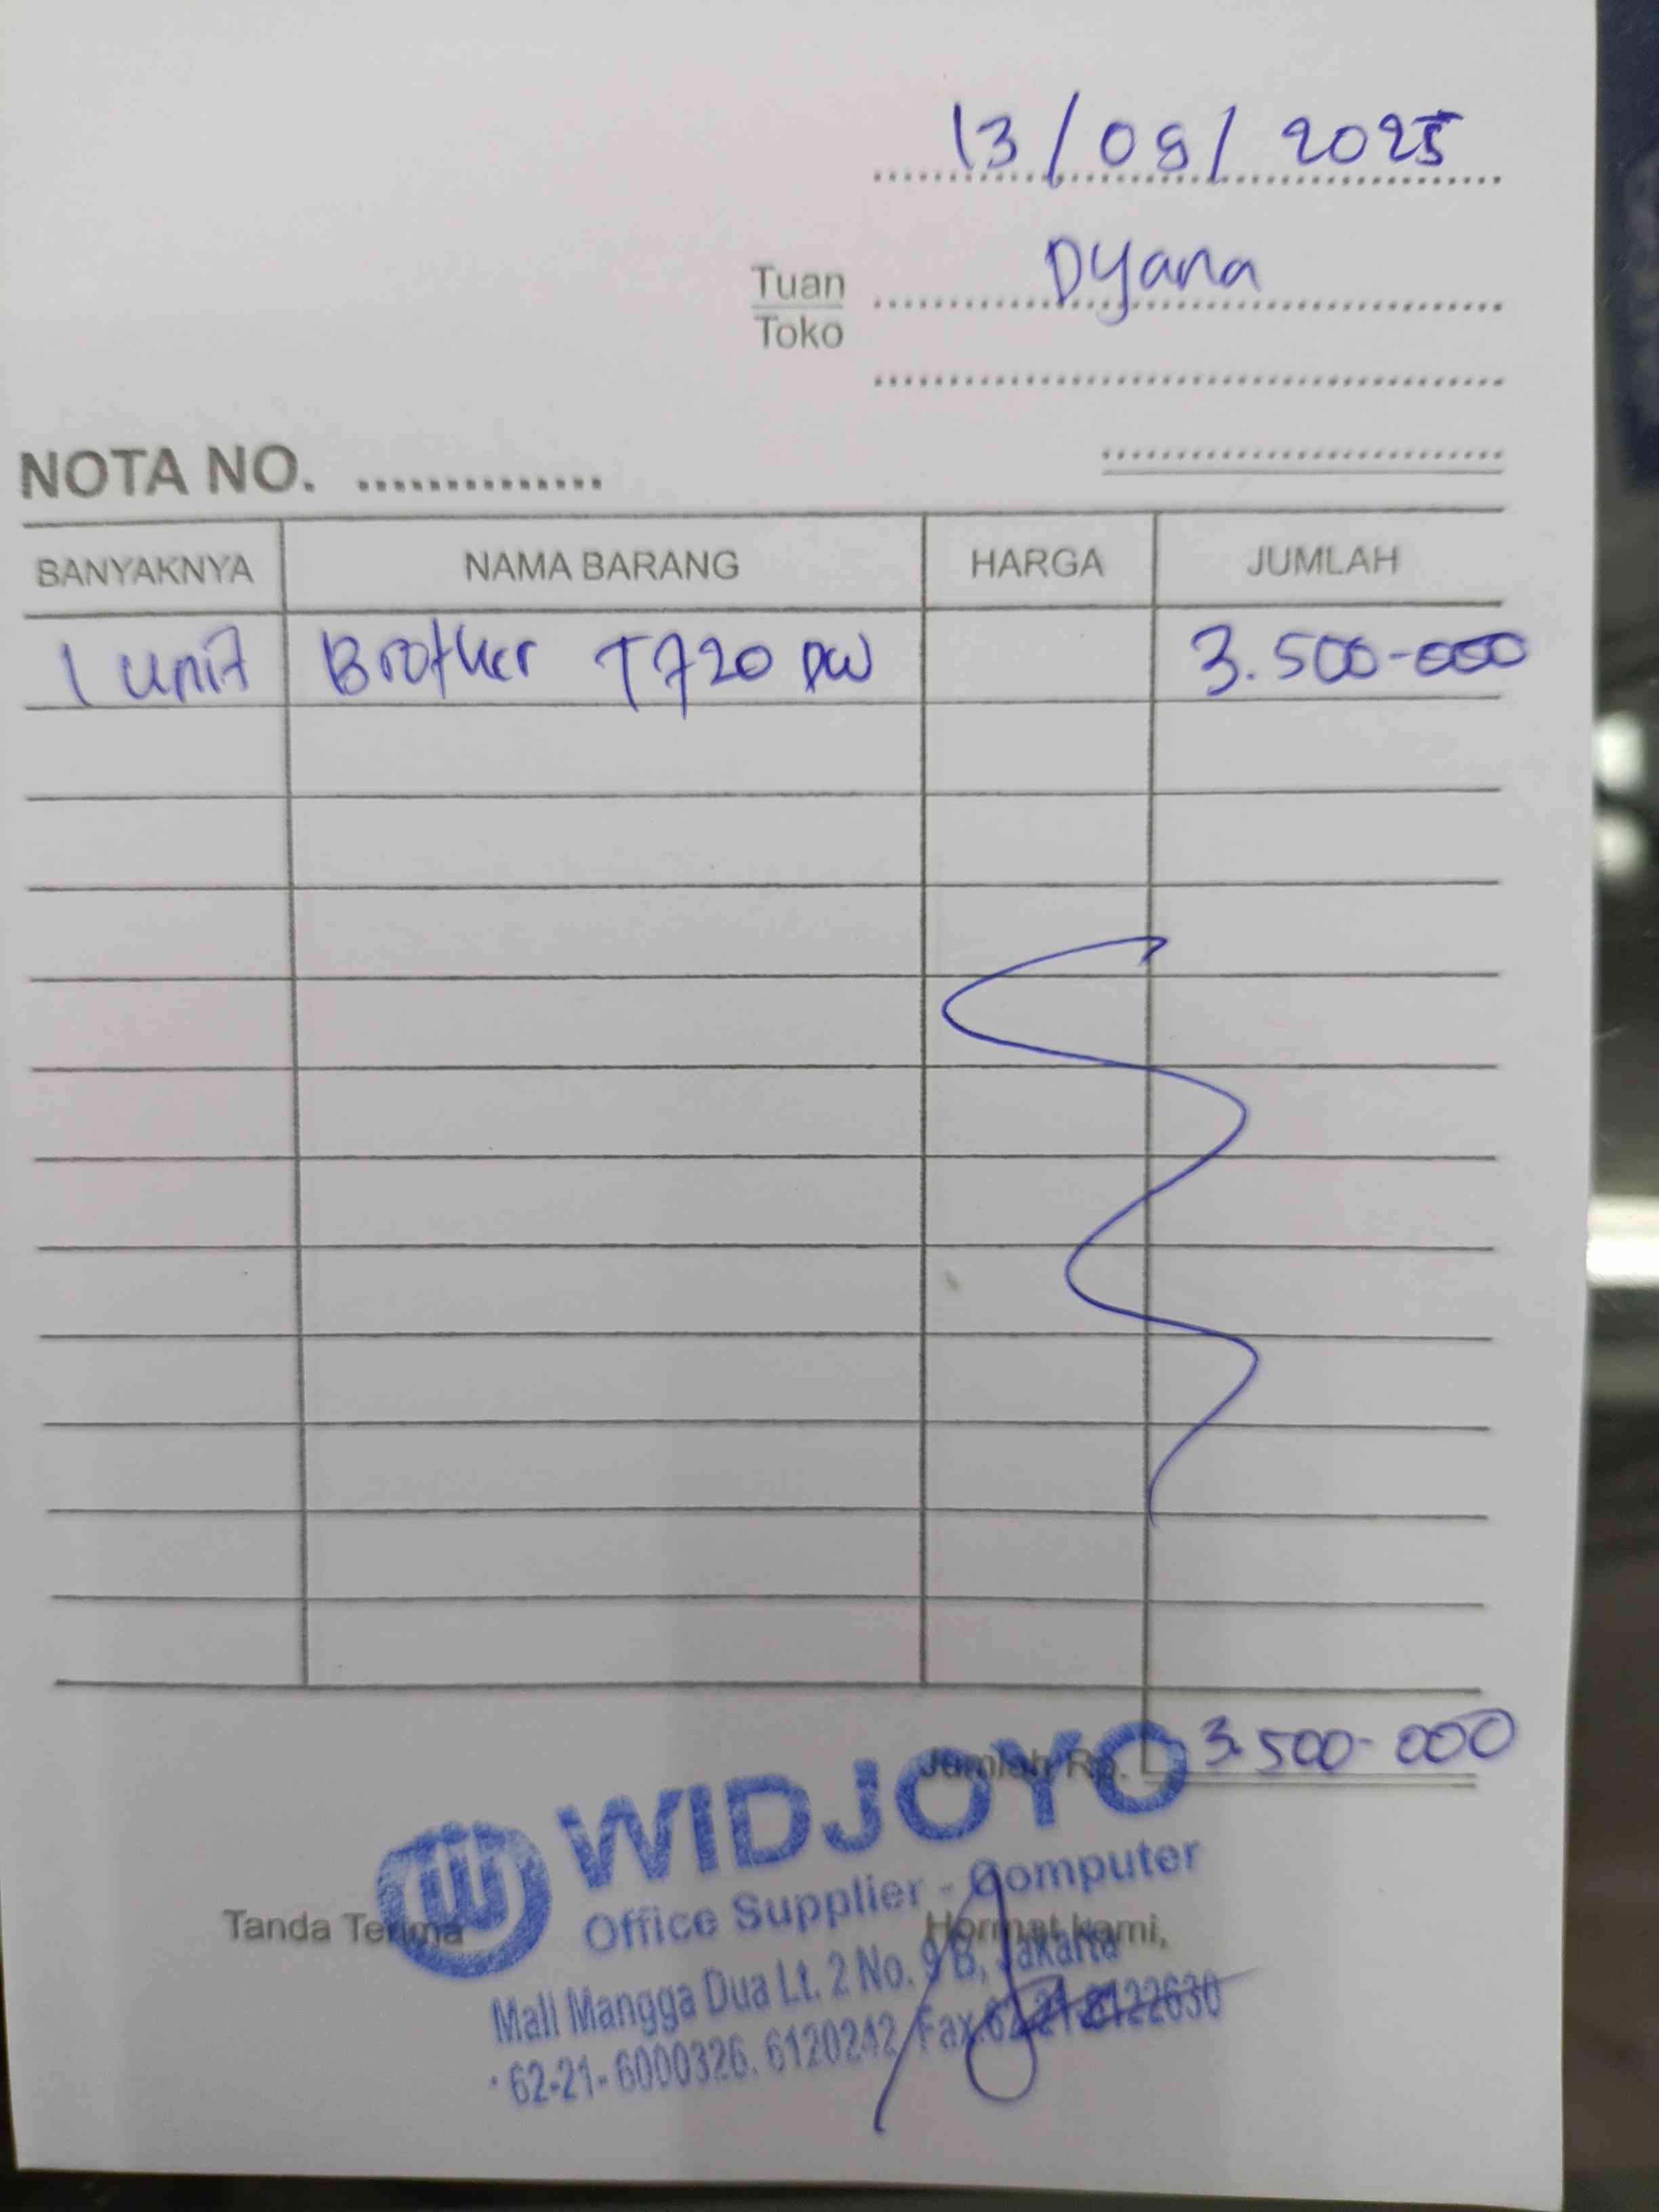 13/08/2025
Tuan Dyana
Toko
NOTA NO. ..............
BANYAKNYA NAMA BARANG HARGA JUMLAH
1 unit Brother T720 DW 3.500-000
Jumlah Rp. 3.500-000
WIDJOYO
Office Supplier - Computer
Tanda Terima Hormat kami,
Mall Mangga Dua Lt. 2 No. 9 B, Jakarta
62-21- 6000326. 6120242 Fax.62-21-6122630